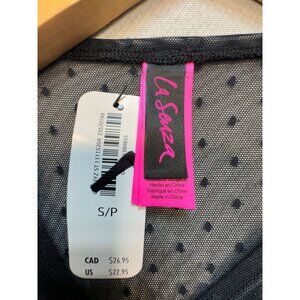 La Senza
Hecho en China
Fabriqué en Chine
Made in China
S/P
CAD $26.95
US $22.95